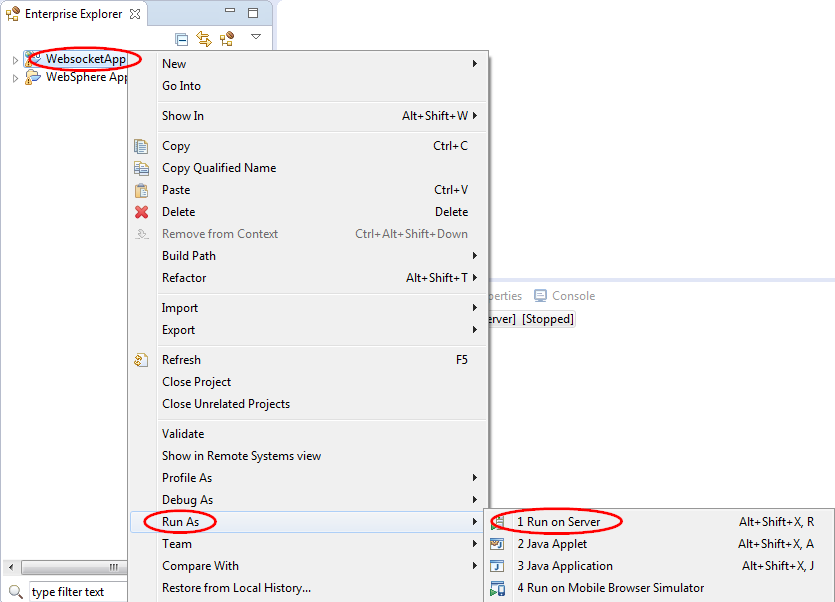 Enterprise Explorer
WebsocketApp
WebSphere App
New
Go Into
Show In Alt+Shift+W
Copy Ctrl+C
Copy Qualified Name
Paste Ctrl+V
Delete Delete
Remove from Context Ctrl+Alt+Shift+Down
Build Path
Refactor Alt+Shift+T
perties Console
Import
erver] [Stopped]
Export
Refresh F5
Close Project
Close Unrelated Projects
Validate
Show in Remote Systems view
Profile As
Debug As
Run As
1 Run on Server Alt+Shift+X, R
Team
2 Java Applet Alt+Shift+X, A
Compare With
3 Java Application Alt+Shift+X, J
Restore from Local History...
4 Run on Mobile Browser Simulator
type filter text